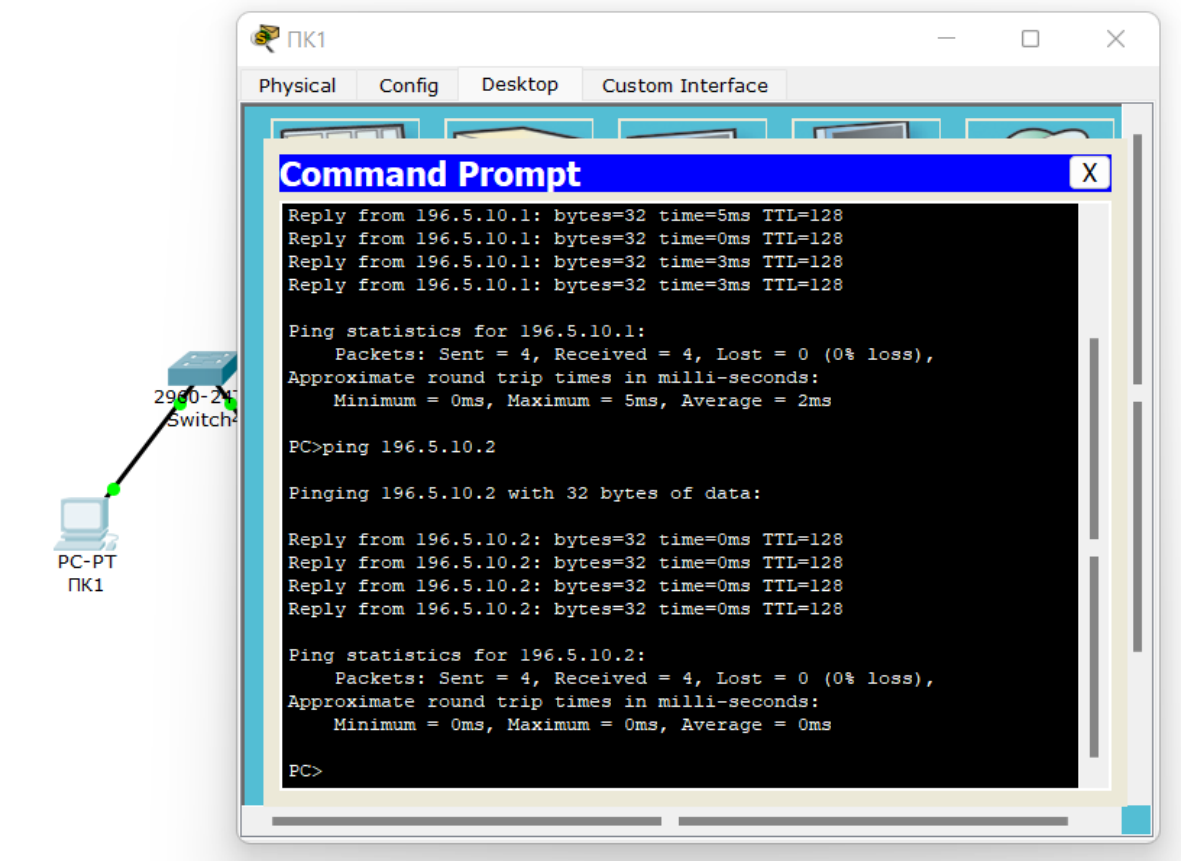 ПК1
Physical Config Desktop Custom Interface
Command Prompt X
Reply from 196.5.10.1: bytes=32 time=5ms TTL=128
Reply from 196.5.10.1: bytes=32 time=0ms TTL=128
Reply from 196.5.10.1: bytes=32 time=3ms TTL=128
Reply from 196.5.10.1: bytes=32 time=3ms TTL=128
Ping statistics for 196.5.10.1:
Packets: Sent = 4, Received = 4, Lost = 0 (0% loss),
Approximate round trip times in milli-seconds:
Minimum = 0ms, Maximum = 5ms, Average = 2ms
PC>ping 196.5.10.2
Pinging 196.5.10.2 with 32 bytes of data:
Reply from 196.5.10.2: bytes=32 time=0ms TTL=128
Reply from 196.5.10.2: bytes=32 time=0ms TTL=128
Reply from 196.5.10.2: bytes=32 time=0ms TTL=128
Reply from 196.5.10.2: bytes=32 time=0ms TTL=128
Ping statistics for 196.5.10.2:
Packets: Sent = 4, Received = 4, Lost = 0 (0% loss),
Approximate round trip times in milli-seconds:
Minimum = 0ms, Maximum = 0ms, Average = 0ms
PC>
2960-24
Switch
PC-PT
ПК1